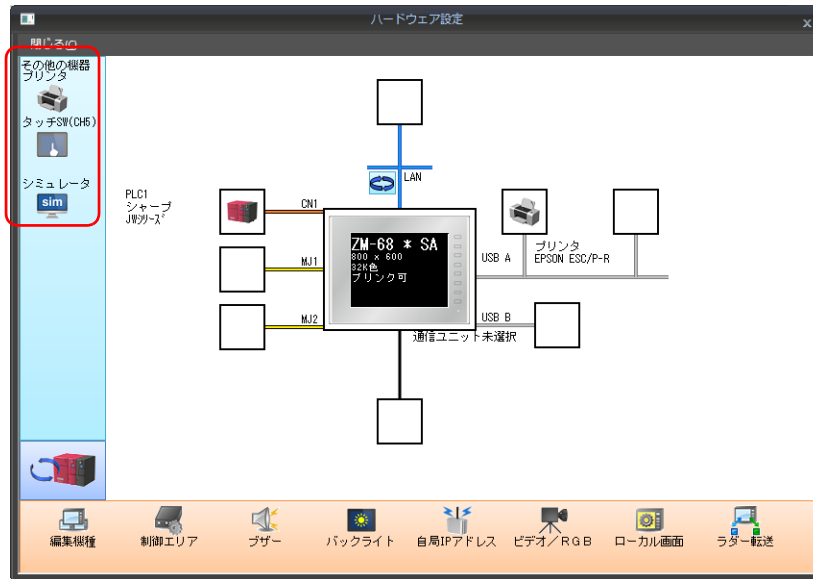 ハードウェア設定
x
閉じる(C)
その他の機器
プリンタ
タッチSW(CH5)
シミュレータ
sim
PLC1
シャープ
JWｼﾘｰｽﾞ
LAN
CN1
MJ1
MJ2
ZM-68 * SA
800 x 600
32K色
ブリンク可
USB A
プリンタ
EPSON ESC/P-R
USB B
通信ユニット未選択
編集機種
制御エリア
ブザー
バックライト
自局IPアドレス
ビデオ／ＲＧＢ
ローカル画面
ラダー転送